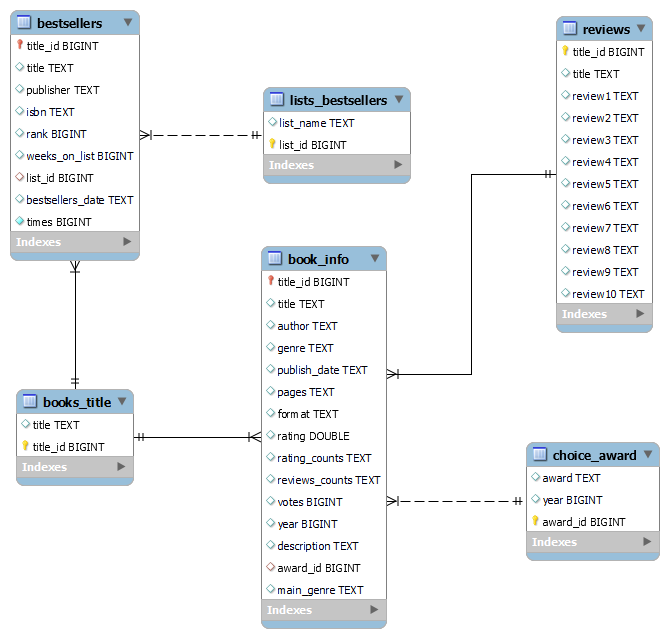 bestsellers
title_id BIGINT
title TEXT
publisher TEXT
isbn TEXT
rank BIGINT
weeks_on_list BIGINT
list_id BIGINT
bestsellers_date TEXT
times BIGINT
Indexes
lists_bestsellers
list_name TEXT
list_id BIGINT
Indexes
reviews
title_id BIGINT
title TEXT
review1 TEXT
review2 TEXT
review3 TEXT
review4 TEXT
review5 TEXT
review6 TEXT
review7 TEXT
review8 TEXT
review9 TEXT
review10 TEXT
Indexes
book_info
title_id BIGINT
title TEXT
author TEXT
genre TEXT
publish_date TEXT
pages TEXT
format TEXT
rating DOUBLE
rating_counts TEXT
reviews_counts TEXT
votes BIGINT
year BIGINT
description TEXT
award_id BIGINT
main_genre TEXT
Indexes
books_title
title TEXT
title_id BIGINT
Indexes
choice_award
award TEXT
year BIGINT
award_id BIGINT
Indexes